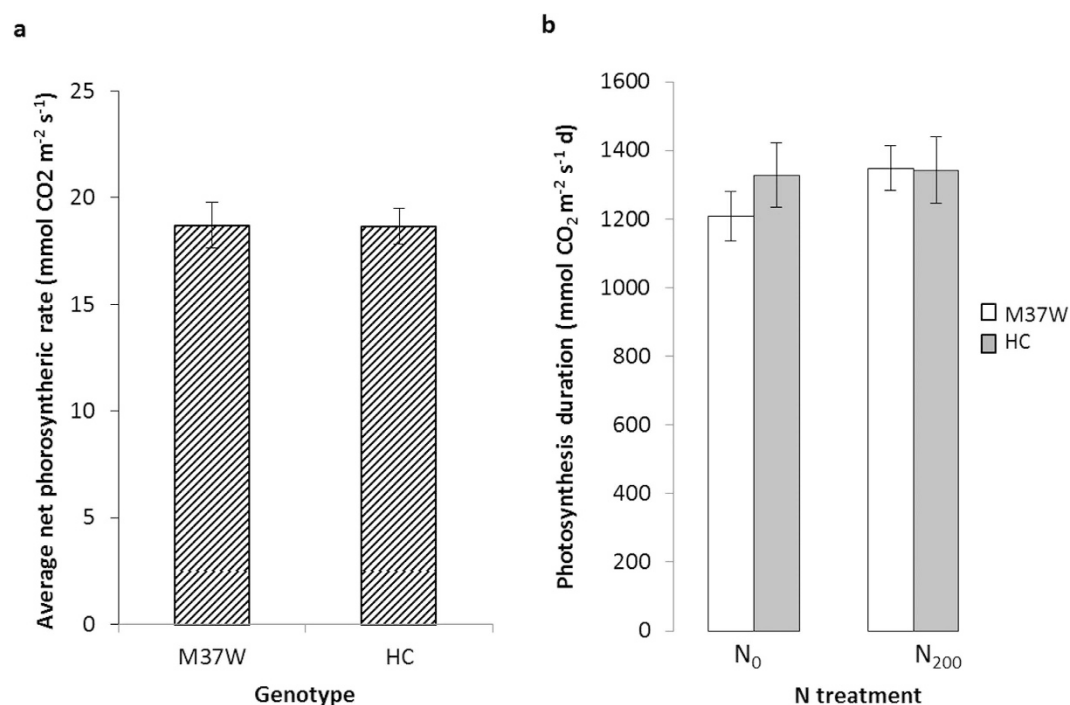 a
Average net phorosyntheric rate (mmol CO2 m⁻² s⁻¹)
25
20
15
10
5
0
M37W HC
Genotype
b
Photosynthesis duration (mmol CO₂ m⁻² s⁻¹ d)
1600
1400
1200
1000
800
600
400
200
0
N₀ N₂₀₀
N treatment
M37W
HC